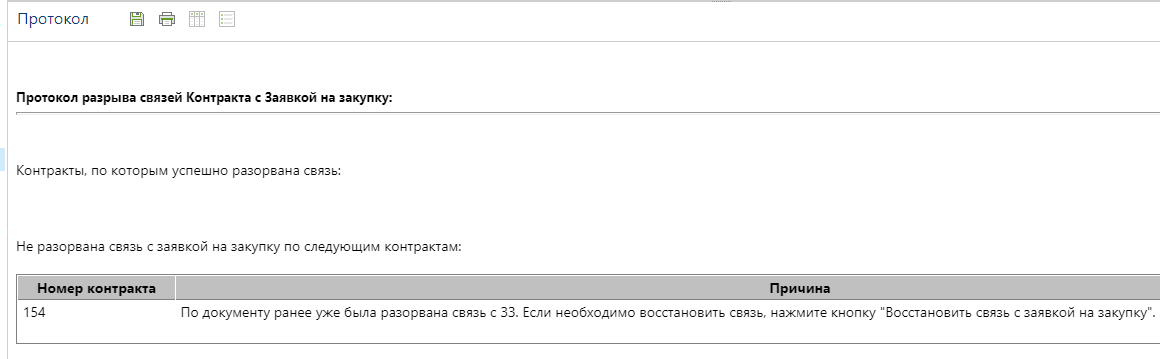 Протокол
Протокол разрыва связей Контракта с Заявкой на закупку:
Контракты, по которым успешно разорвана связь:
Не разорвана связь с заявкой на закупку по следующим контрактам:
Номер контракта Причина
154 По документу ранее уже была разорвана связь с ЗЗ. Если необходимо восстановить связь, нажмите кнопку "Восстановить связь с заявкой на закупку".